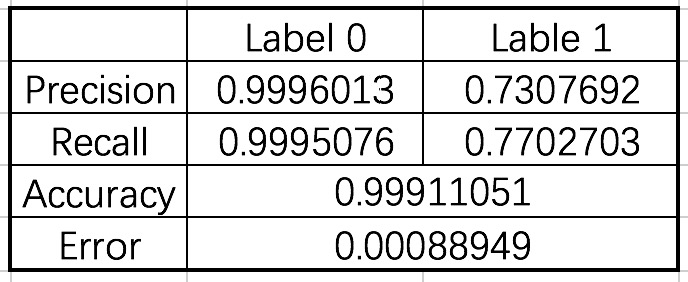 Label 0 Lable 1
Precision 0.9996013 0.7307692
Recall 0.9995076 0.7702703
Accuracy 0.99911051
Error 0.00088949